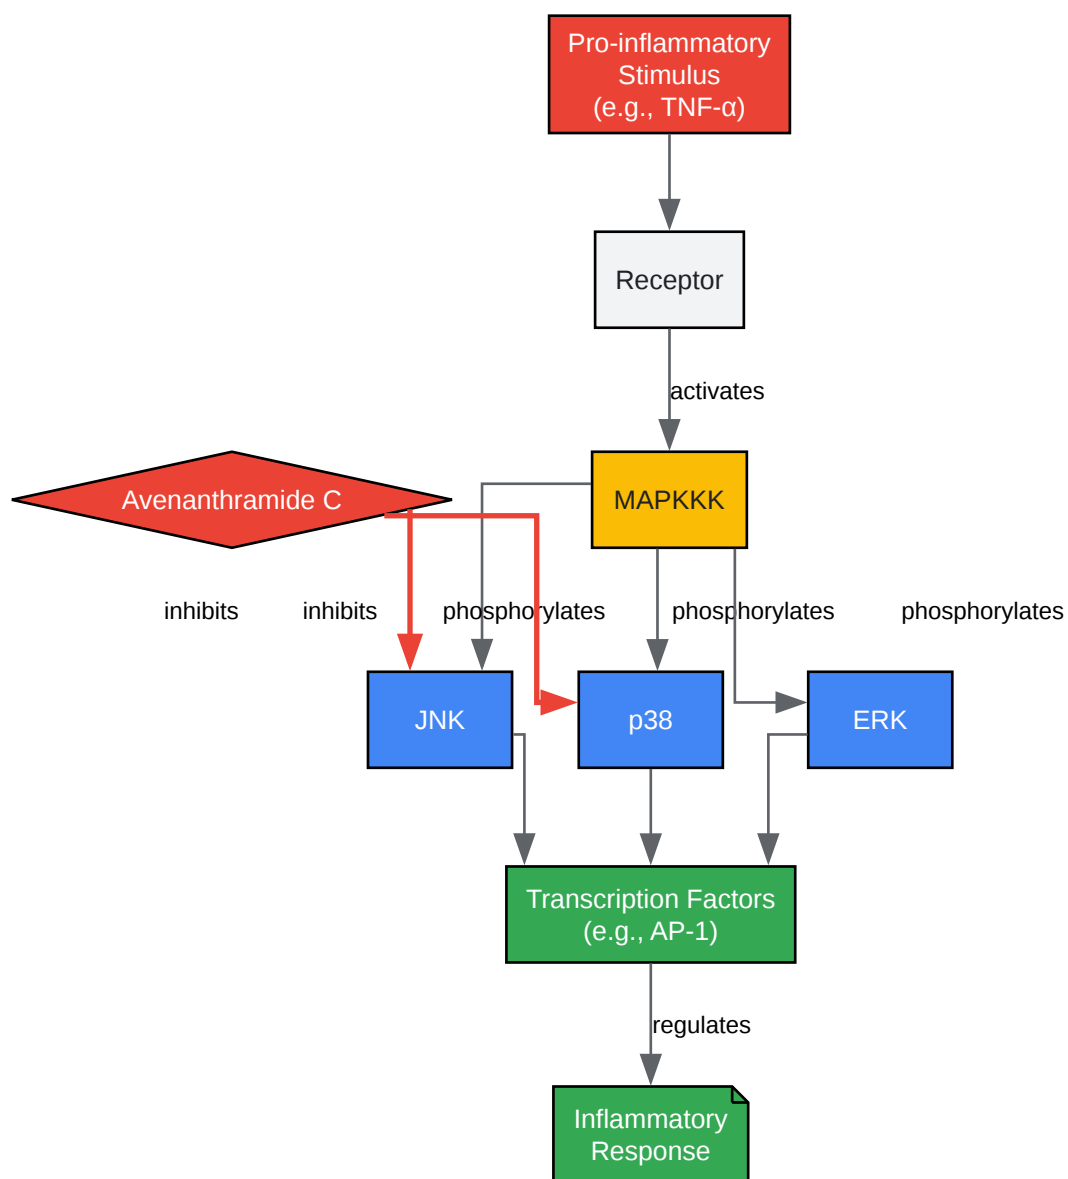 Pro-inflammatory
Stimulus
(e.g., TNF-α)
Receptor
activates
Avenanthramide C
MAPKKK
inhibits
inhibits
phosphorylates
phosphorylates
phosphorylates
JNK
p38
ERK
Transcription Factors
(e.g., AP-1)
regulates
Inflammatory
Response